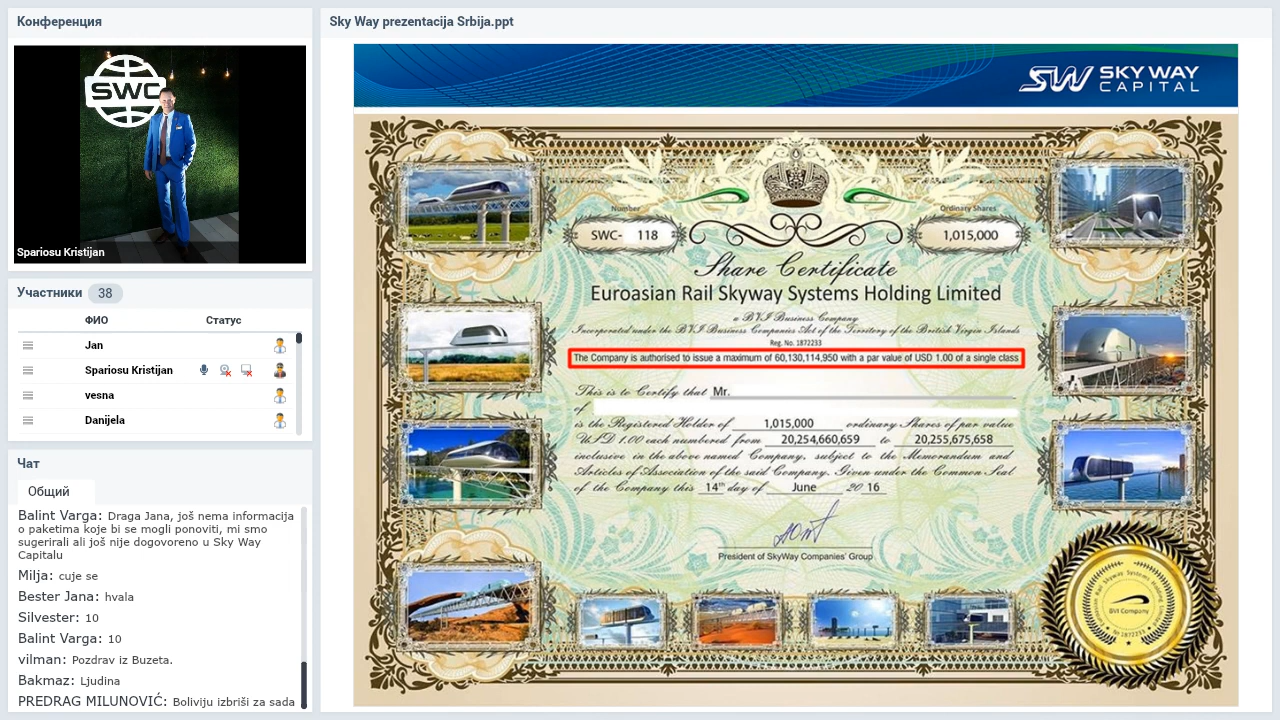 Конференция
SWC
Spariosu Kristijan
Участники 38
ФИО Статус
Jan
Spariosu Kristijan
vesna
Danijela
Чат
Общий
Balint Varga: Draga Jana, još nema informacija
o paketima koje bi se mogli ponoviti, mi smo
sugerirali ali još nije dogovoreno u Sky Way
Capitalu
Milja: cuje se
Bester Jana: hvala
Silvester: 10
Balint Varga: 10
vilman: Pozdrav iz Buzeta.
Bakmaz: Ljudina
PREDRAG MILUNOVIĆ: Boliviju izbriši za sada
Sky Way prezentacija Srbija.ppt
SW SKY WAY
CAPITAL
Number
SWC- 118
Ordinary Shares
1,015,000
Share Certificate
Euroasian Rail Skyway Systems Holding Limited
a BVI Business Company
Incorporated under the BVI Business Companies Act of the Territory of the British Virgin Islands
Reg. No. 1872233
The Company is authorised to issue a maximum of 60,130,114,950 with a par value of USD 1.00 of a single class
This is to Certify that Mr.
of
is the Registered Holder of 1,015,000 ordinary Shares of par value
USD 1.00 each numbered from 20,254,660,659 to 20,255,675,658
inclusive in the above named Company, subject to the Memorandum and
Articles of Association of the said Company. Given under the Common Seal
of the Company this 14th day of June 20 16
President of SkyWay Companies' Group
Euroasian Rail Skyway Systems Holding Limited
BVI Company
No 1872233